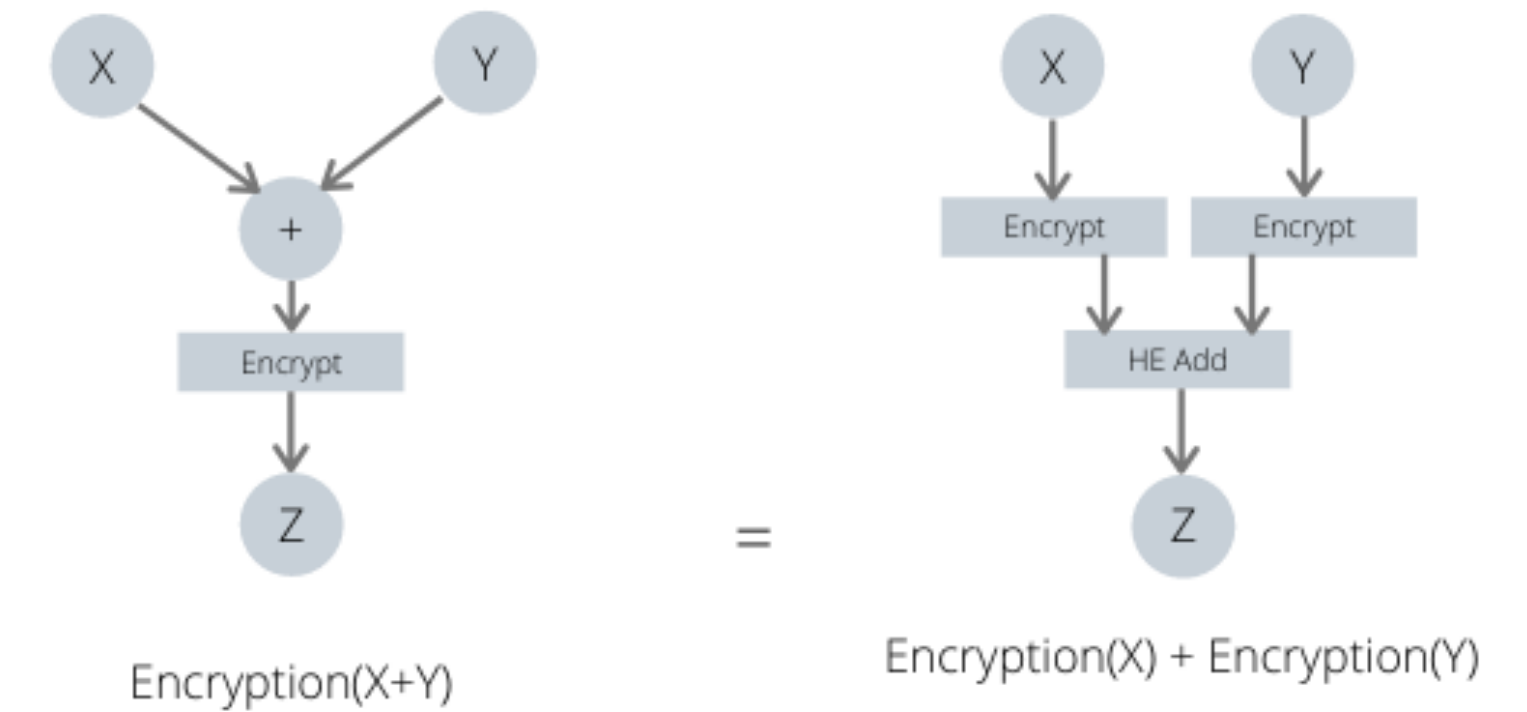 X
Y
+
Encrypt
Z
Encryption(X+Y)
=
X
Y
Encrypt
Encrypt
HE Add
Z
Encryption(X) + Encryption(Y)